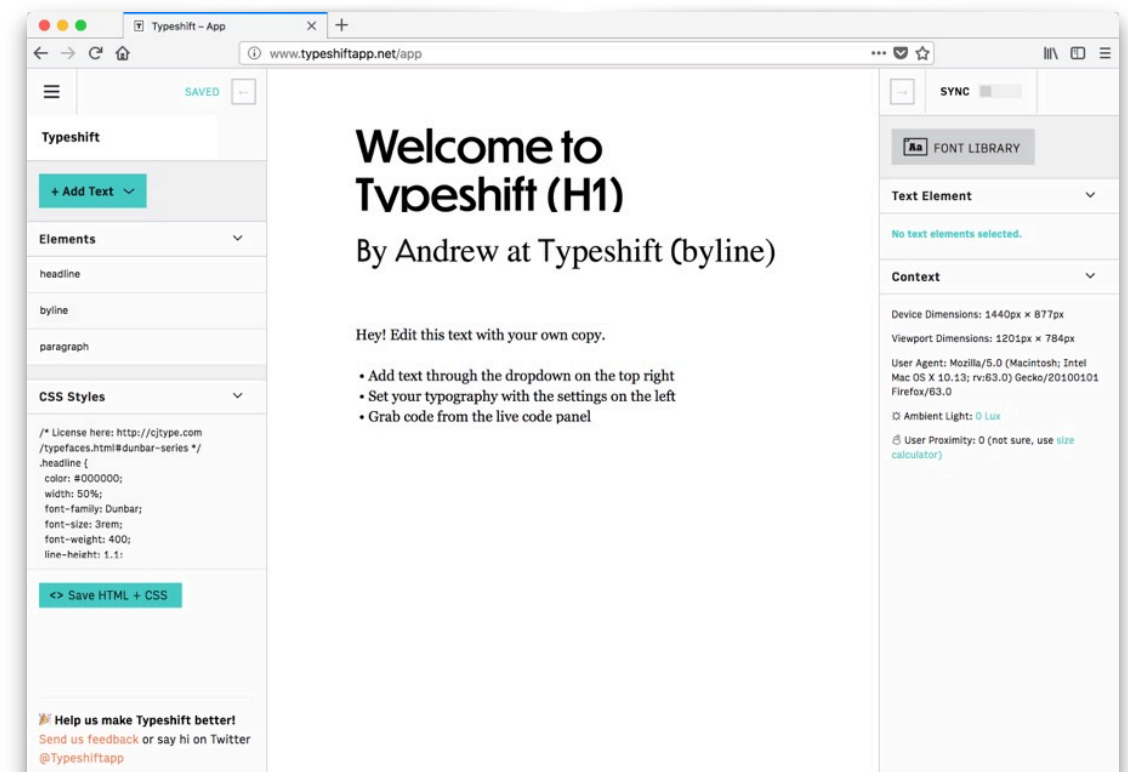 Typeshift – App
www.typeshiftapp.net/app
SAVED
Typeshift
+ Add Text
Elements
headline
byline
paragraph
CSS Styles
/* License here: http://cjtype.com
/typefaces.html#dunbar-series */
.headline {
color: #000000;
width: 50%;
font-family: Dunbar;
font-size: 3rem;
font-weight: 400;
line-height: 1.1;
<> Save HTML + CSS
🎉 Help us make Typeshift better!
Send us feedback or say hi on Twitter
@Typeshiftapp
Welcome to
Typeshift (H1)
By Andrew at Typeshift (byline)
Hey! Edit this text with your own copy.
• Add text through the dropdown on the top right
• Set your typography with the settings on the left
• Grab code from the live code panel
SYNC
Aa FONT LIBRARY
Text Element
No text elements selected.
Context
Device Dimensions: 1440px × 877px
Viewport Dimensions: 1201px × 784px
User Agent: Mozilla/5.0 (Macintosh; Intel
Mac OS X 10.13; rv:63.0) Gecko/20100101
Firefox/63.0
Ambient Light: 0 Lux
User Proximity: 0 (not sure, use size
calculator)